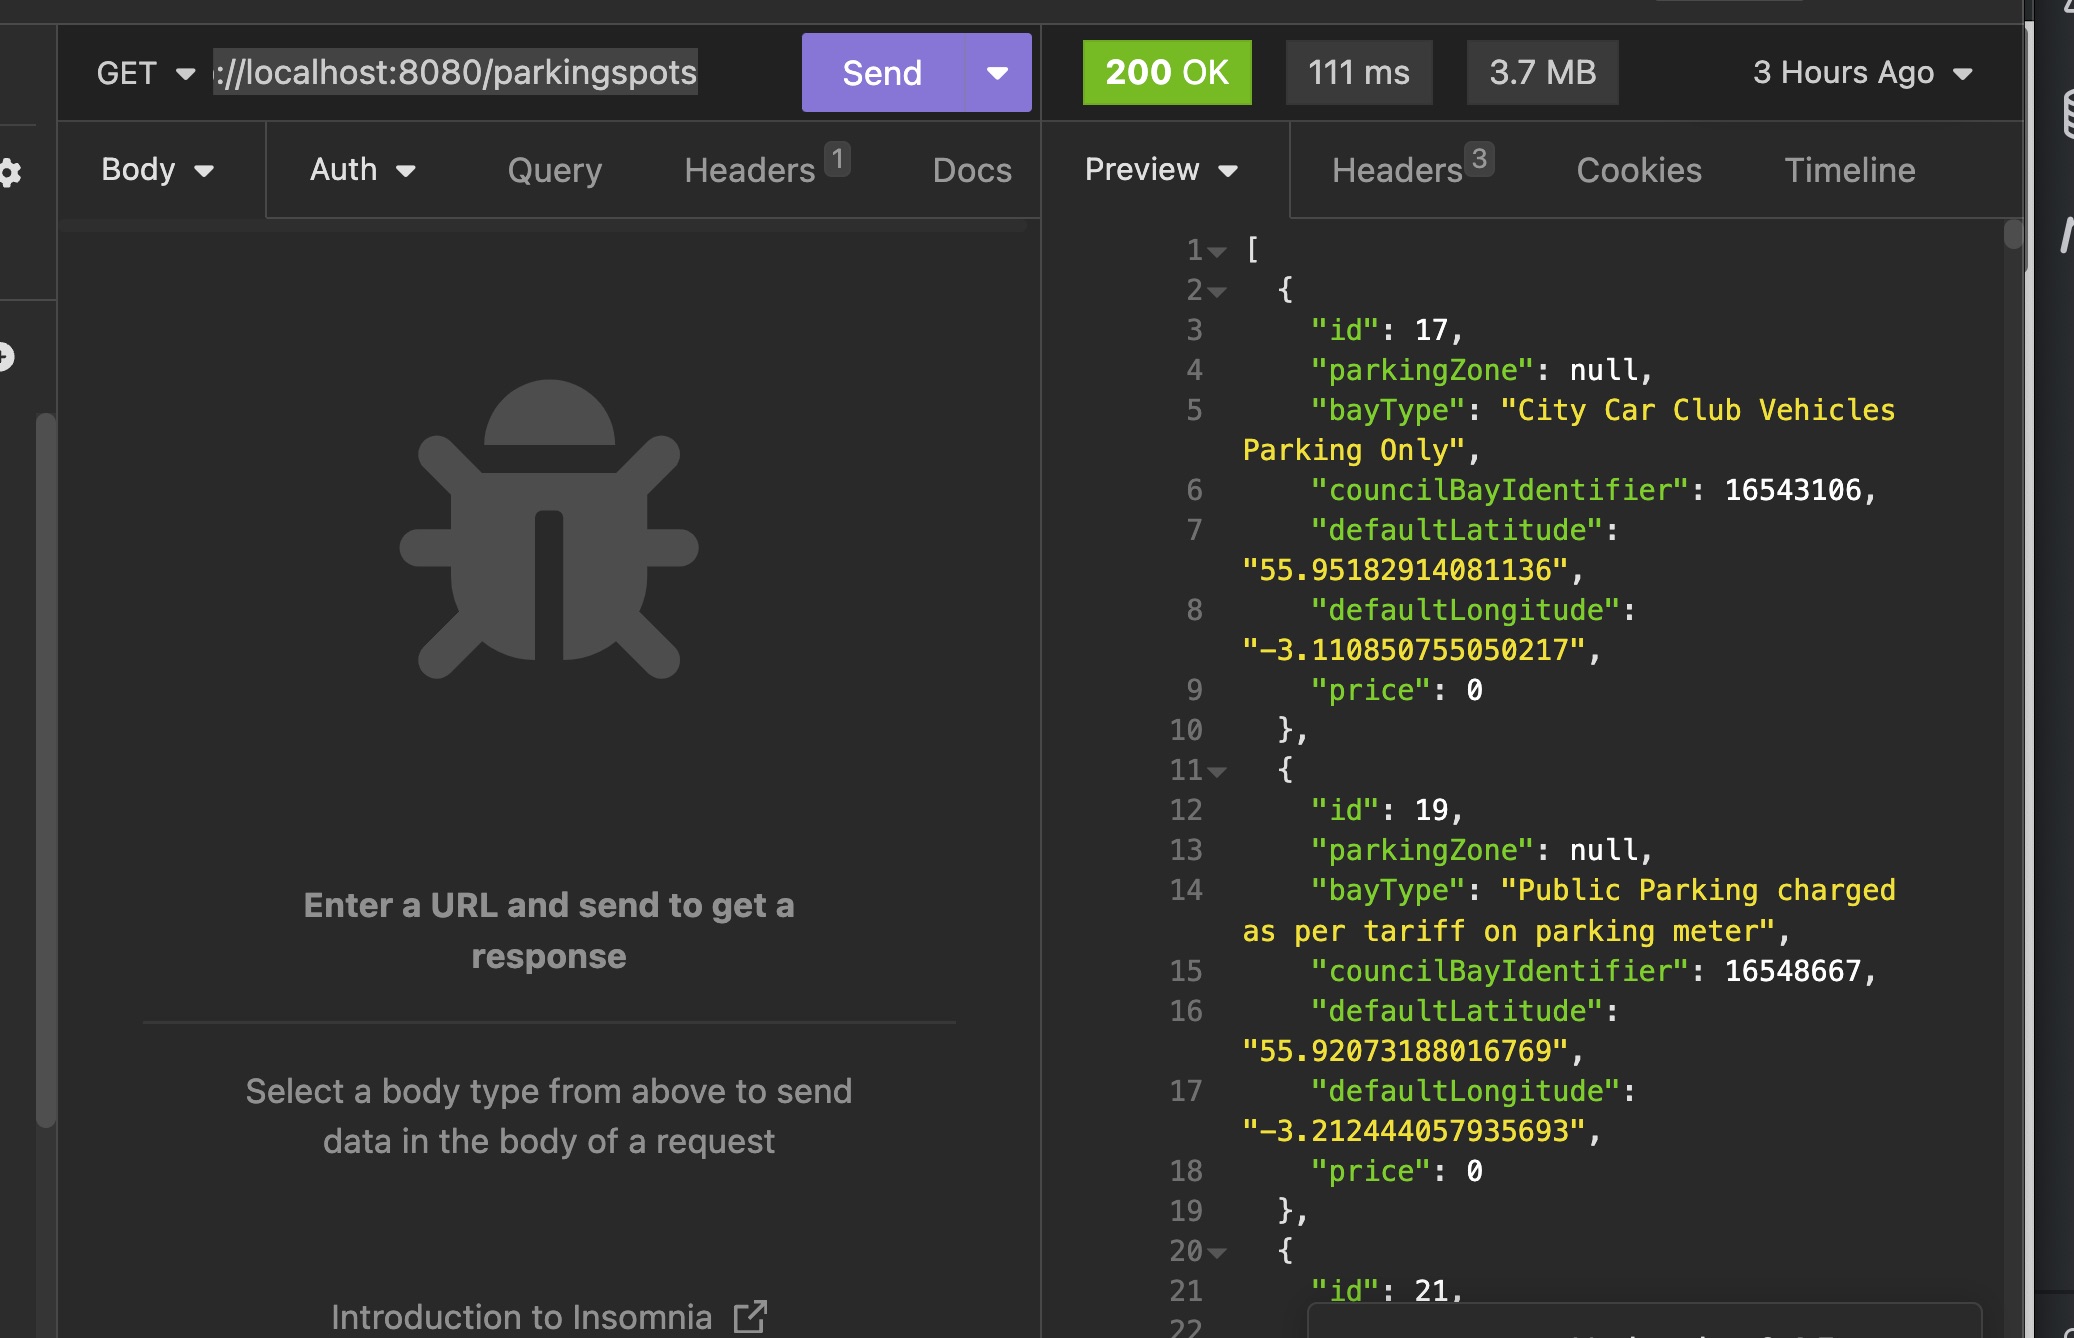 GET ://localhost:8080/parkingspots Send 200 OK 111 ms 3.7 MB 3 Hours Ago
Body Auth Query Headers 1 Docs Preview Headers 3 Cookies Timeline
Enter a URL and send to get a
response
Select a body type from above to send
data in the body of a request
Introduction to Insomnia
1 [
2 {
3 "id": 17,
4 "parkingZone": null,
5 "bayType": "City Car Club Vehicles
Parking Only",
6 "councilBayIdentifier": 16543106,
7 "defaultLatitude":
"55.95182914081136",
8 "defaultLongitude":
"-3.110850755050217",
9 "price": 0
10 },
11 {
12 "id": 19,
13 "parkingZone": null,
14 "bayType": "Public Parking charged
as per tariff on parking meter",
15 "councilBayIdentifier": 16548667,
16 "defaultLatitude":
"55.92073188016769",
17 "defaultLongitude":
"-3.212444057935693",
18 "price": 0
19 },
20 {
21 "id": 21,
22